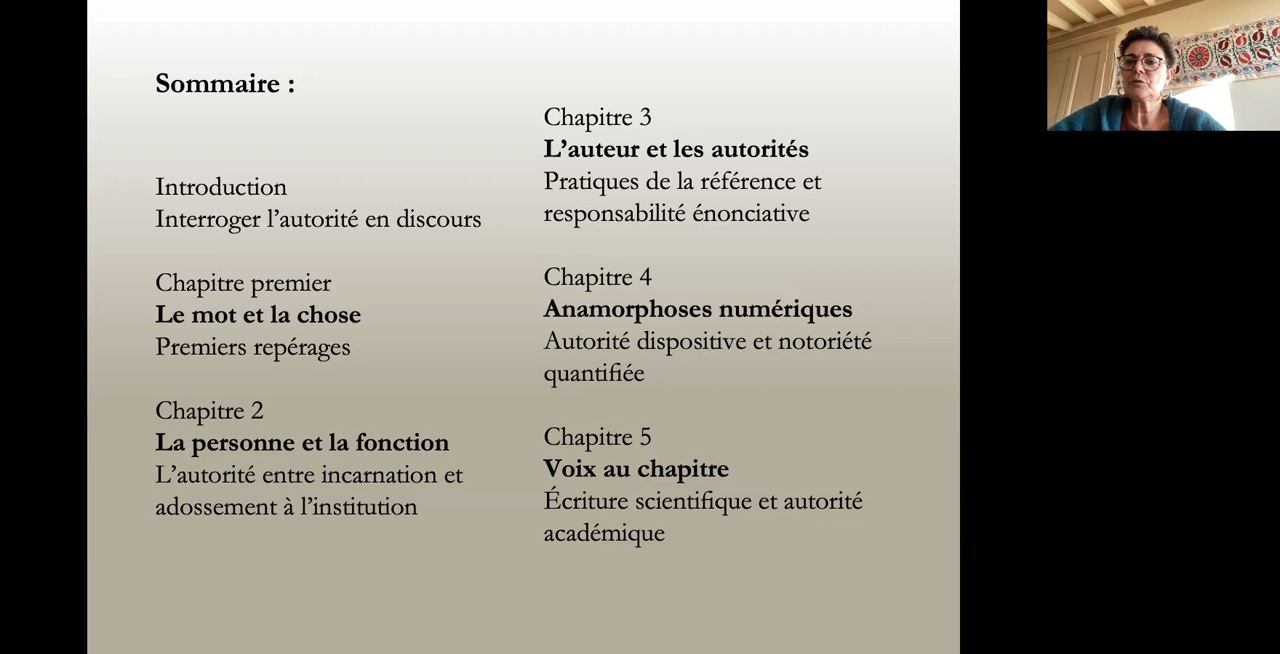 Sommaire :
Introduction
Interroger l’autorité en discours
Chapitre premier
Le mot et la chose
Premiers repérages
Chapitre 2
La personne et la fonction
L’autorité entre incarnation et
adossement à l’institution
Chapitre 3
L’auteur et les autorités
Pratiques de la référence et
responsabilité énonciative
Chapitre 4
Anamorphoses numériques
Autorité dispositive et notoriété
quantifiée
Chapitre 5
Voix au chapitre
Écriture scientifique et autorité
académique